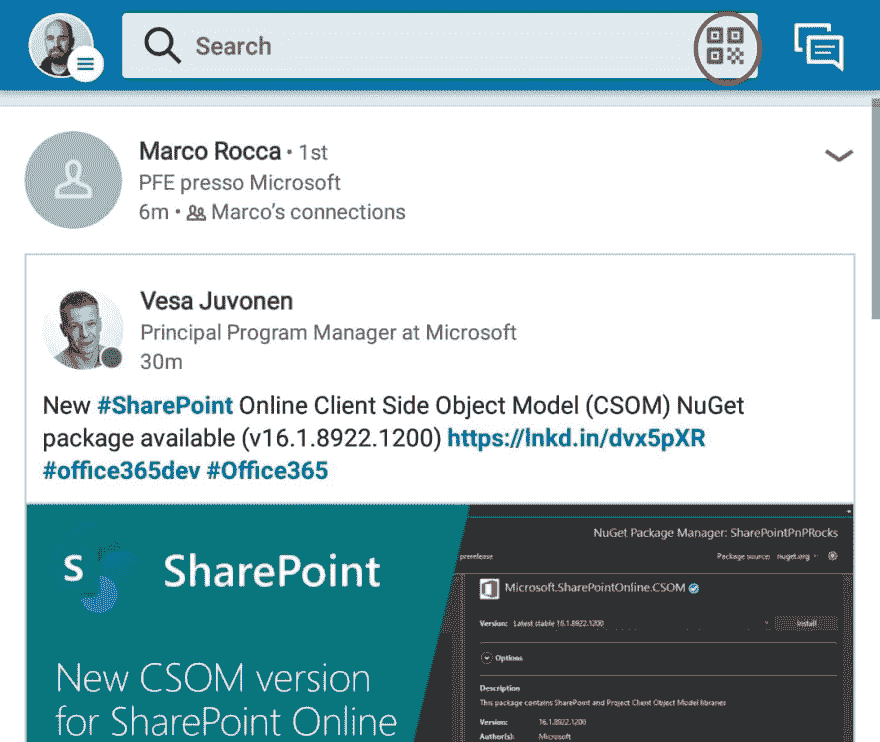 Search
Marco Rocca • 1st
PFE presso Microsoft
6m • Marco’s connections
Vesa Juvonen
Principal Program Manager at Microsoft
30m
New #SharePoint Online Client Side Object Model (CSOM) NuGet
package available (v16.1.8922.1200) https://lnkd.in/dvx5pXR
#office365dev #Office365
S
SharePoint
New CSOM version
for SharePoint Online
NuGet Package Manager: SharePointPnPRocks
prerelease
Package source: nuget.org
Microsoft.SharePointOnline.CSOM
Version: Latest stable 16.1.8922.1200
Install
Options
Description
This package contains SharePoint and Project Client Object Model libraries
Version: 16.1.8922.1200
Author(s): Microsoft